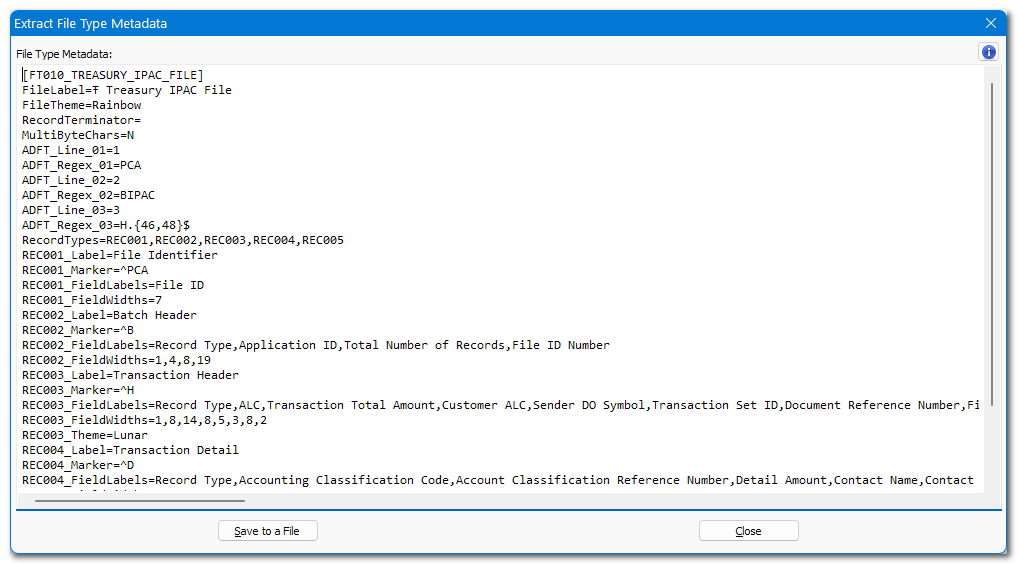 Extract File Type Metadata
File Type Metadata:
[FT010_TREASURY_IPAC_FILE]
FileLabel=Ŧ Treasury IPAC File
FileTheme=Rainbow
RecordTerminator=
MultiByteChars=N
ADFT_Line_01=1
ADFT_Regex_01=PCA
ADFT_Line_02=2
ADFT_Regex_02=BIPAC
ADFT_Line_03=3
ADFT_Regex_03=H.{46,48}$
RecordTypes=REC001,REC002,REC003,REC004,REC005
REC001_Label=File Identifier
REC001_Marker=^PCA
REC001_FieldLabels=File ID
REC001_FieldWidths=7
REC002_Label=Batch Header
REC002_Marker=^B
REC002_FieldLabels=Record Type,Application ID,Total Number of Records,File ID Number
REC002_FieldWidths=1,4,8,19
REC003_Label=Transaction Header
REC003_Marker=^H
REC003_FieldLabels=Record Type,ALC,Transaction Total Amount,Customer ALC,Sender DO Symbol,Transaction Set ID,Document Reference Number,Fi
REC003_FieldWidths=1,8,14,8,5,3,8,2
REC003_Theme=Lunar
REC004_Label=Transaction Detail
REC004_Marker=^D
REC004_FieldLabels=Record Type,Accounting Classification Code,Account Classification Reference Number,Detail Amount,Contact Name,Contact
Save to a File
Close